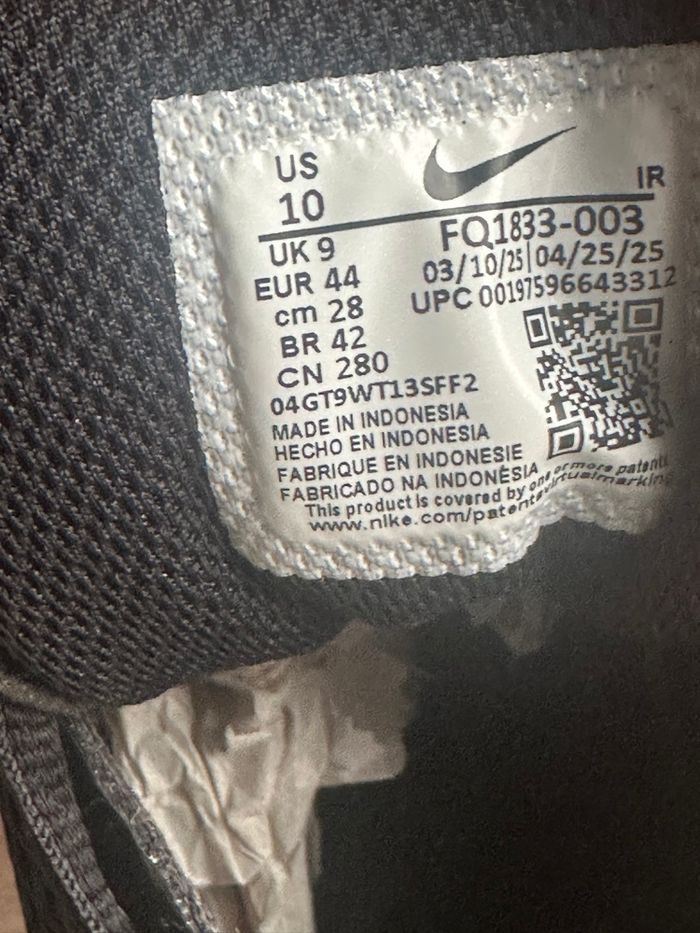 US
10
IR
UK 9
FQ1833-003
EUR 44
03/10/25|04/25/25
cm 28
UPC 00197596643312
BR 42
CN 280
04GT9WT13SFF2
MADE IN INDONESIA
HECHO EN INDONESIA
FABRIQUE EN INDONESIE
FABRICADO NA INDONÉSIA
This product is covered by one or more patents
www.nike.com/patents